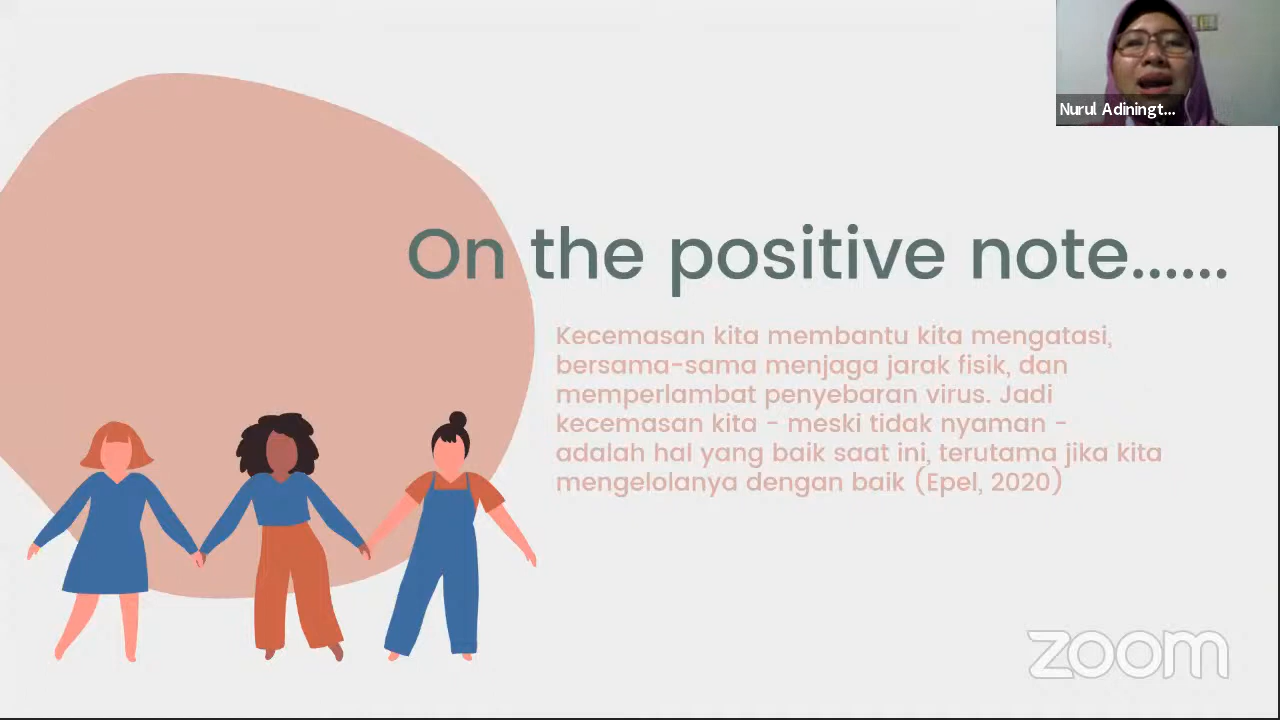 Nurul Adiningt...
On the positive note......
Kecemasan kita membantu kita mengatasi,
bersama-sama menjaga jarak fisik, dan
memperlambat penyebaran virus. Jadi
kecemasan kita - meski tidak nyaman -
adalah hal yang baik saat ini, terutama jika kita
mengelolanya dengan baik (Epel, 2020)
zoom